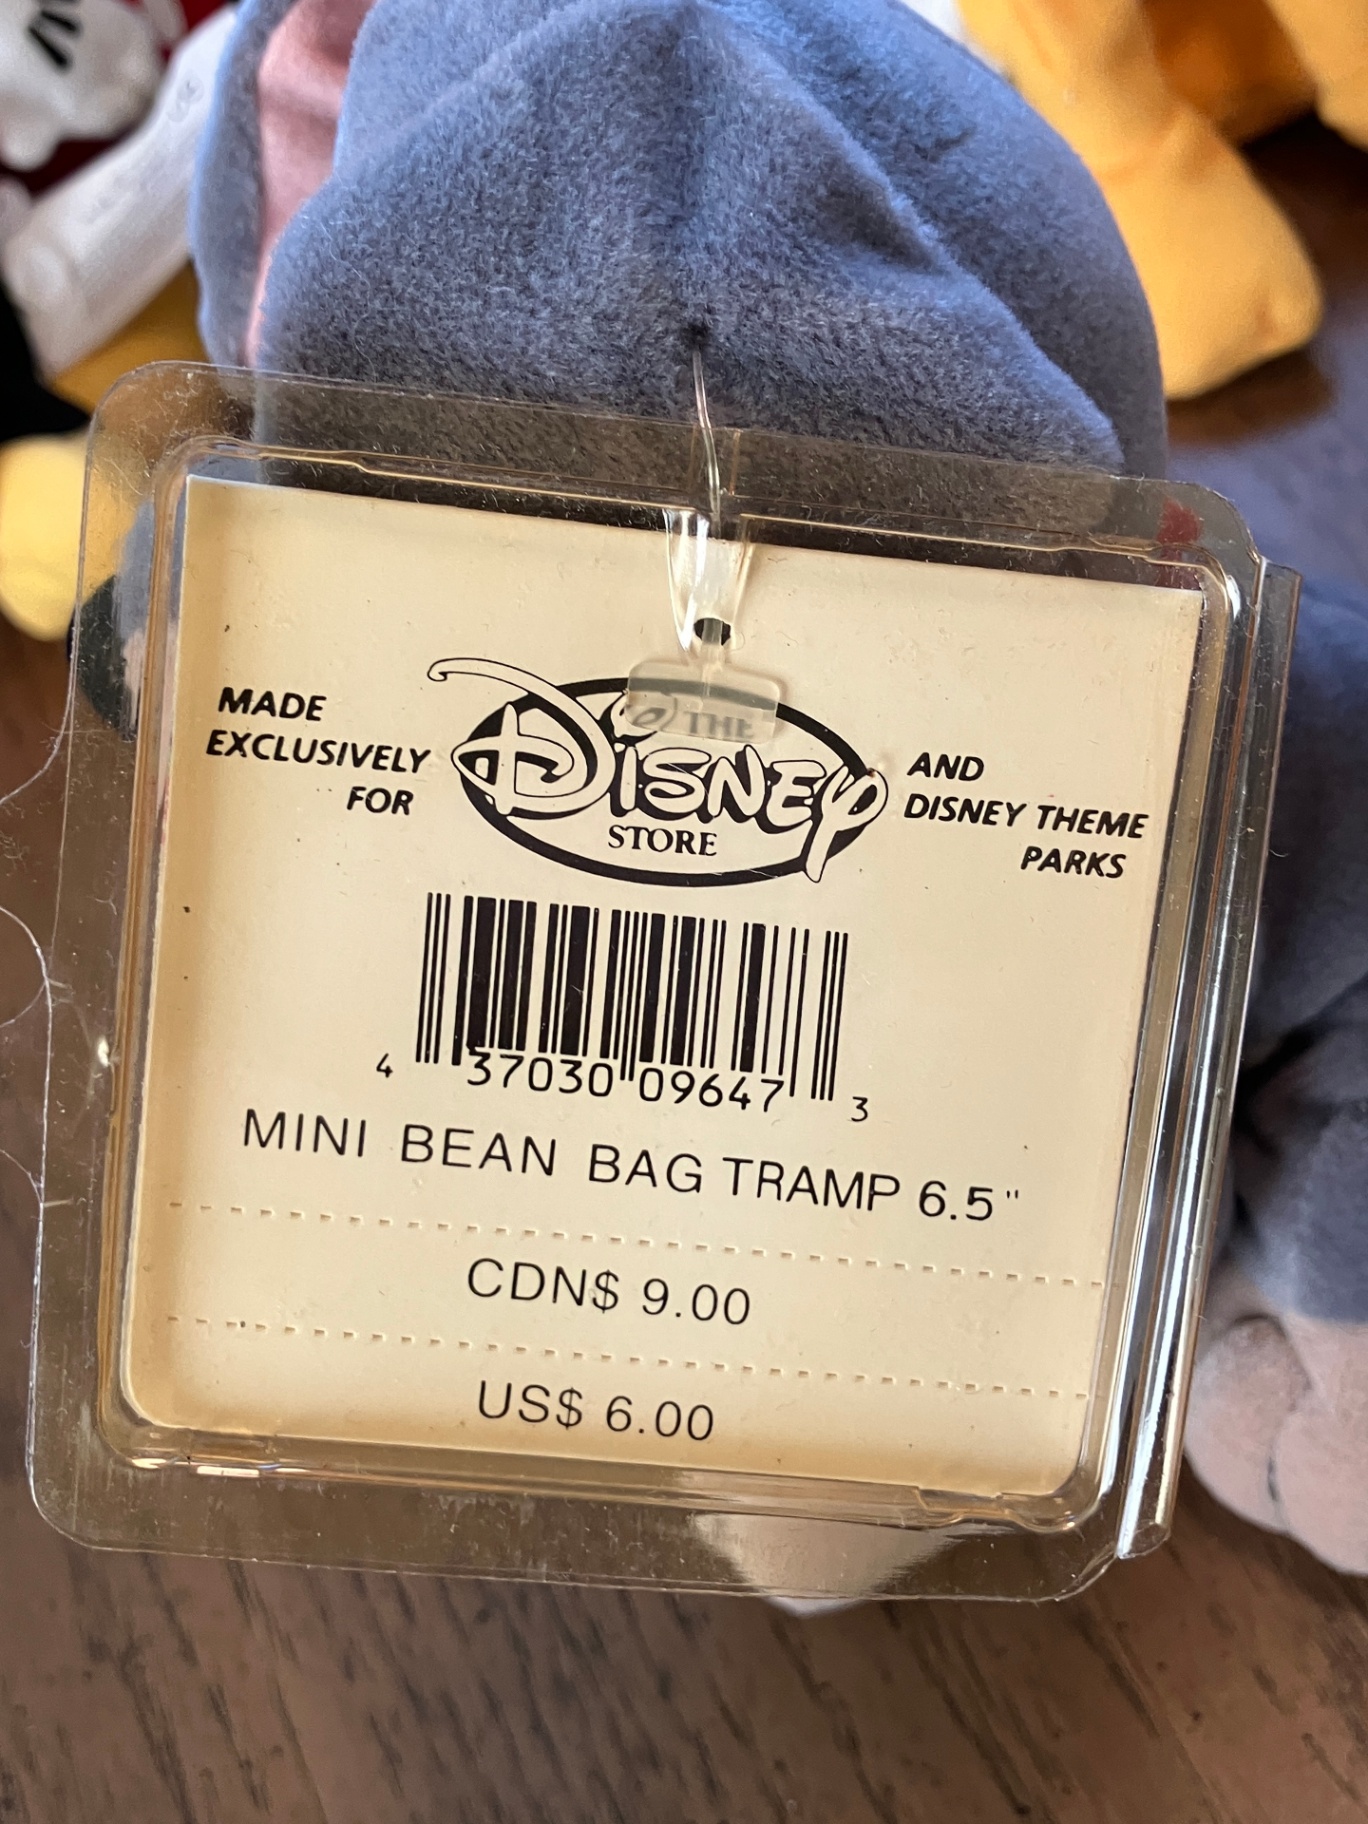 MADE
EXCLUSIVELY
FOR
THE
DISNEY
STORE
AND
DISNEY THEME
PARKS
4 37030 09647 3
MINI BEAN BAG TRAMP 6.5"
CDN$ 9.00
US$ 6.00